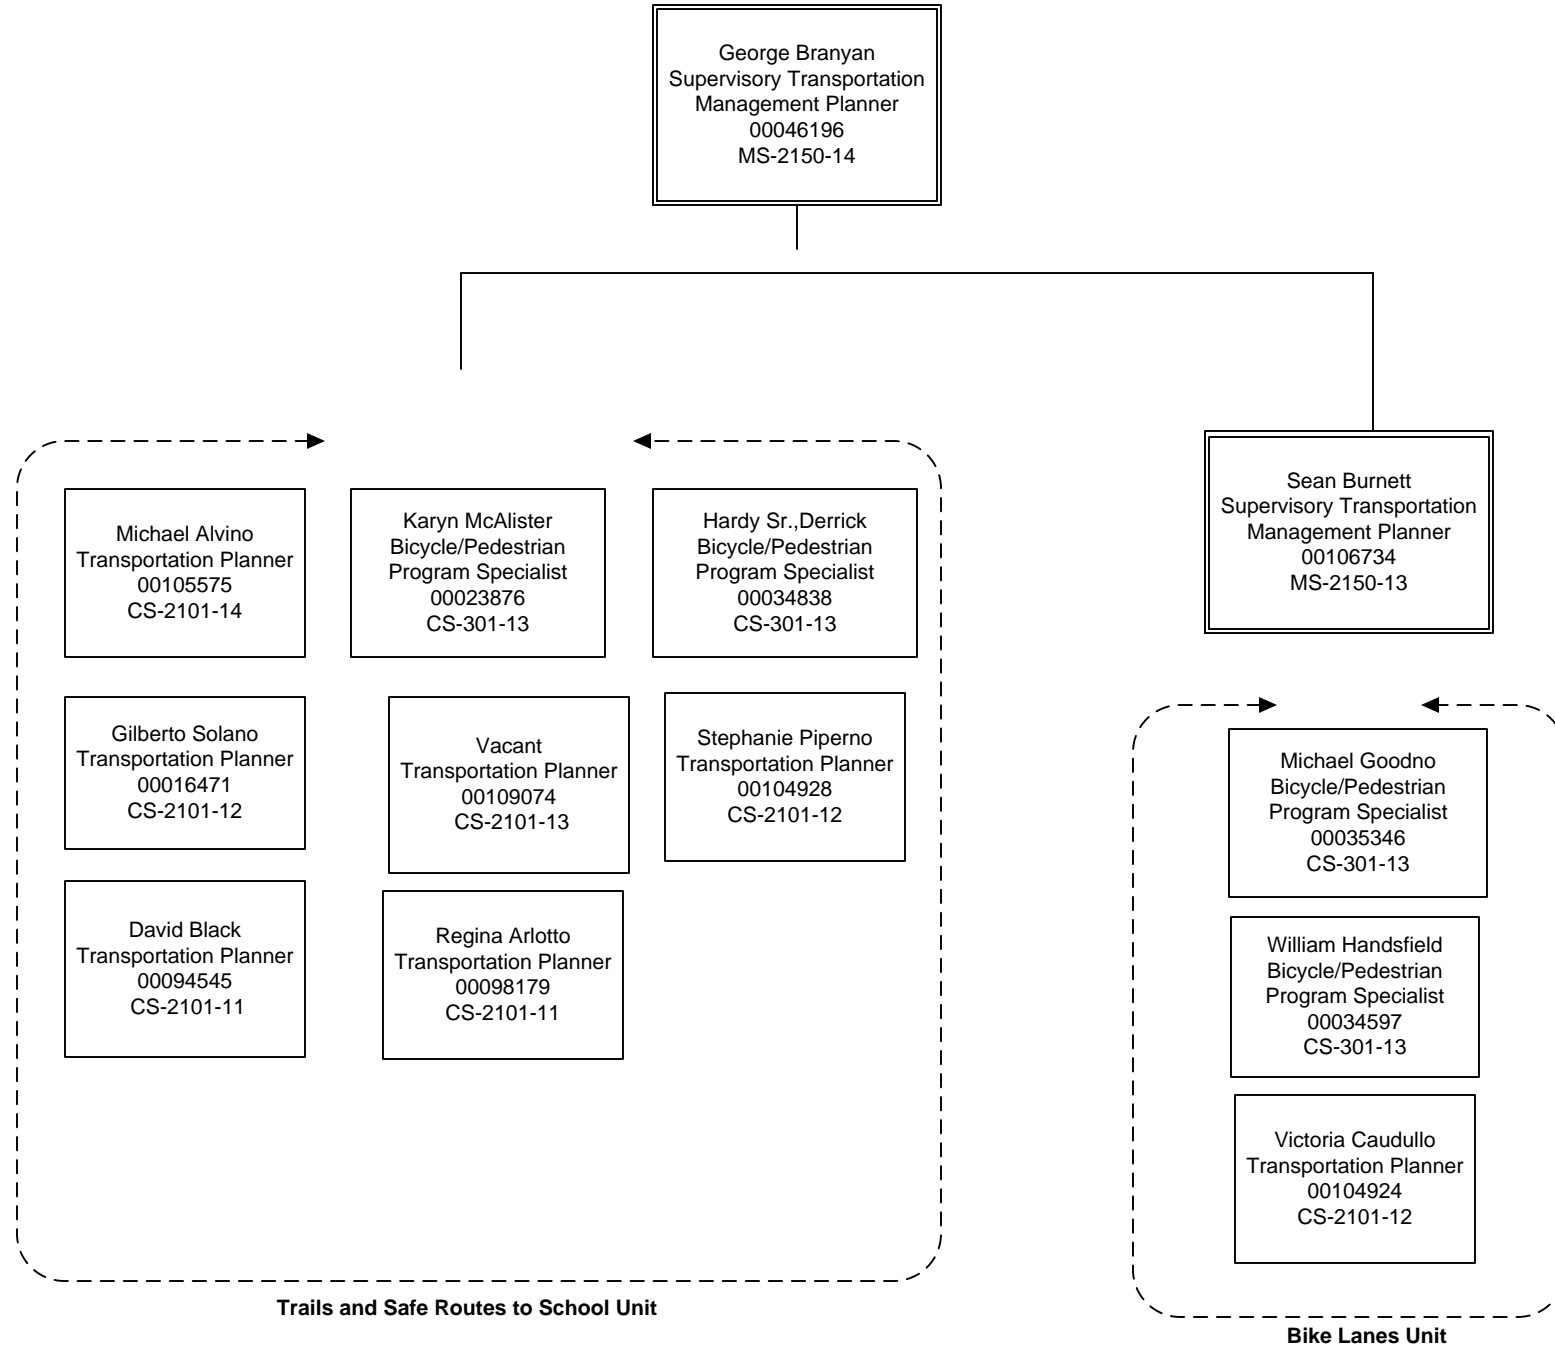 George Branyan
Supervisory Transportation
Management Planner
00046196
MS-2150-14
Michael Alvino
Transportation Planner
00105575
CS-2101-14
Karyn McAlister
Bicycle/Pedestrian
Program Specialist
00023876
CS-301-13
Hardy Sr.,Derrick
Bicycle/Pedestrian
Program Specialist
00034838
CS-301-13
Gilberto Solano
Transportation Planner
00016471
CS-2101-12
Vacant
Transportation Planner
00109074
CS-2101-13
Stephanie Piperno
Transportation Planner
00104928
CS-2101-12
David Black
Transportation Planner
00094545
CS-2101-11
Regina Arlotto
Transportation Planner
00098179
CS-2101-11
Trails and Safe Routes to School Unit
Sean Burnett
Supervisory Transportation
Management Planner
00106734
MS-2150-13
Michael Goodno
Bicycle/Pedestrian
Program Specialist
00035346
CS-301-13
William Handsfield
Bicycle/Pedestrian
Program Specialist
00034597
CS-301-13
Victoria Caudullo
Transportation Planner
00104924
CS-2101-12
Bike Lanes Unit